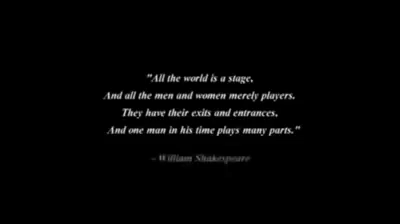 "All the world is a stage,
And all the men and women merely players.
They have their exits and entrances,
And one man in his time plays many parts."
– William Shakespeare